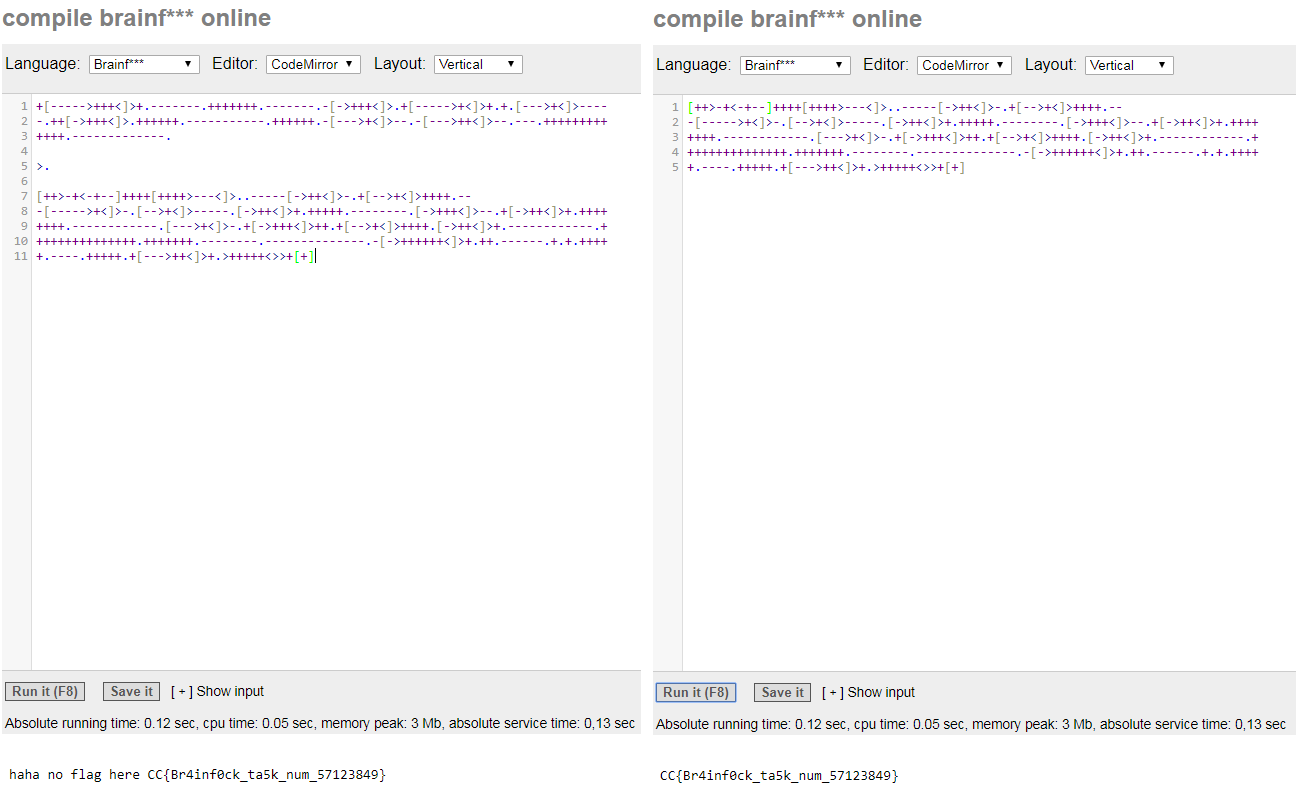 compile brainf*** online
Language: Brainf*** Editor: CodeMirror Layout: Vertical
1 +[----->+++<]>+.-------.+++++++.-------.-[->+++<]>.+[----->+<]>+.+.[--->+<]>----
2 -.++[->+++<]>.++++++.-----------.++++++.-[--->+<]>--.-[--->++<]>--.---.+++++++++
3 ++++.-------------.
4
5 >.
6
7 [++>-+<-+--]++++[++++>---<]>..-----[->++<]>-.+[-->+<]>++++.--
8 -[----->+<]>-.[-->+<]>-----.[->++<]>+.+++++.--------.[->+++<]>--.+[->++<]>+.++++
9 ++++.------------.[--->+<]>-.+[->+++<]>++.+[-->+<]>++++.[->++<]>+.------------.+
10 ++++++++++++++.+++++++.--------.--------------.-[->++++++<]>+.++.------.+.+.++++
11 +.----.+++++.+[--->++<]>+.>+++++<>>+[+]
Run it (F8) Save it [ + ] Show input
Absolute running time: 0.12 sec, cpu time: 0.05 sec, memory peak: 3 Mb, absolute service time: 0,13 sec
haha no flag here CC{Br4inf0ck_ta5k_num_57123849}
compile brainf*** online
Language: Brainf*** Editor: CodeMirror Layout: Vertical
1 [++>-+<-+--]++++[++++>---<]>..-----[->++<]>-.+[-->+<]>++++.--
2 -[----->+<]>-.[-->+<]>-----.[->++<]>+.+++++.--------.[->+++<]>--.+[->++<]>+.++++
3 ++++.------------.[--->+<]>-.+[->+++<]>++.+[-->+<]>++++.[->++<]>+.------------.+
4 ++++++++++++++.+++++++.--------.--------------.-[->++++++<]>+.++.------.+.+.++++
5 +.----.+++++.+[--->++<]>+.>+++++<>>+[+]
Run it (F8) Save it [ + ] Show input
Absolute running time: 0.12 sec, cpu time: 0.05 sec, memory peak: 3 Mb, absolute service time: 0,13 sec
CC{Br4inf0ck_ta5k_num_57123849}